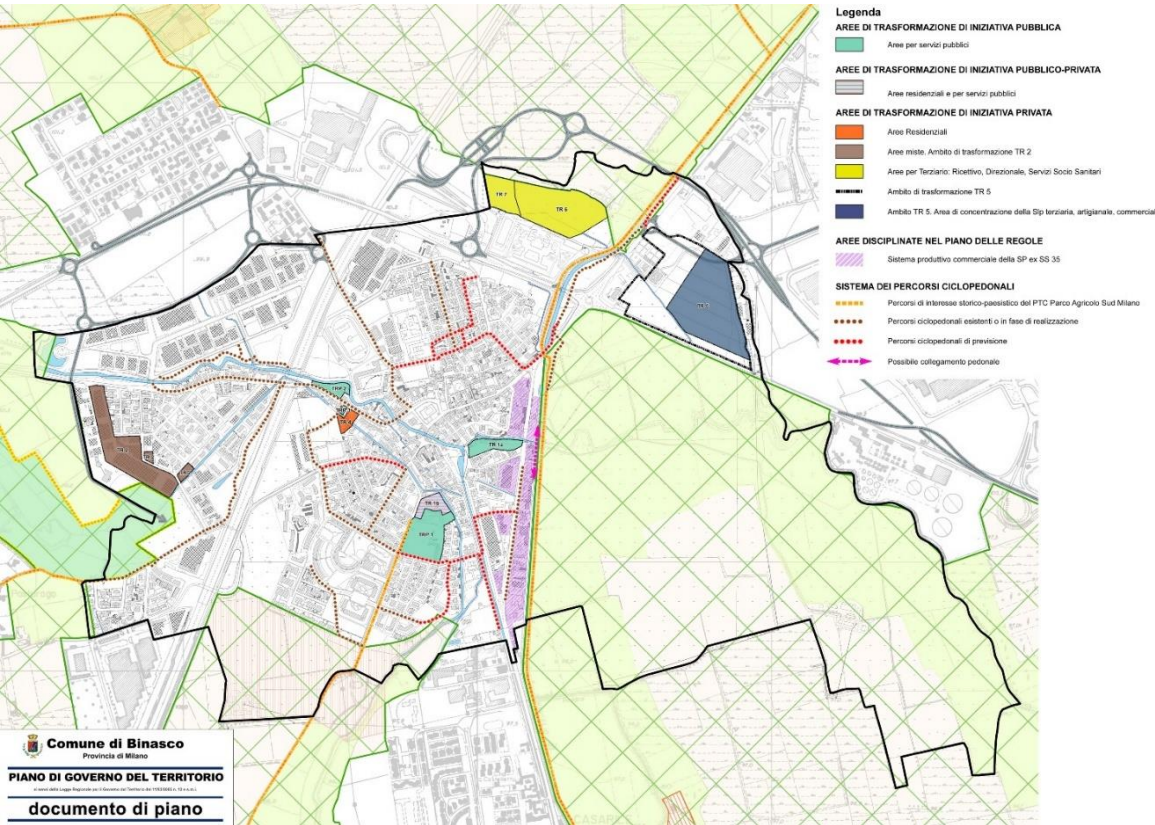 Legenda
AREE DI TRASFORMAZIONE DI INIZIATIVA PUBBLICA
Aree per servizi pubblici
AREE DI TRASFORMAZIONE DI INIZIATIVA PUBBLICO-PRIVATA
Aree residenziali e per servizi pubblici
AREE DI TRASFORMAZIONE DI INIZIATIVA PRIVATA
Aree Residenziali
Aree miste. Ambito di trasformazione TR 2
Aree per Terziario: Ricettivo, Direzionale, Servizi Socio Sanitari
Ambito di trasformazione TR 5
Ambito TR 5. Area di concentrazione della Slp terziaria, artigianale, commercial
AREE DISCIPLINATE NEL PIANO DELLE REGOLE
Sistema produttivo commerciale della SP ex SS 35
SISTEMA DEI PERCORSI CICLOPEDONALI
Percorsi di interesse storico-paesistico del PTC Parco Agricolo Sud Milano
Percorsi ciclopedonali esistenti o in fase di realizzazione
Percorsi ciclopedonali di previsione
Possibile collegamento pedonale
TR 7
TR 6
Comune di Binasco
Provincia di Milano
PIANO DI GOVERNO DEL TERRITORIO
documento di piano